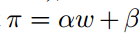 π = αw + β